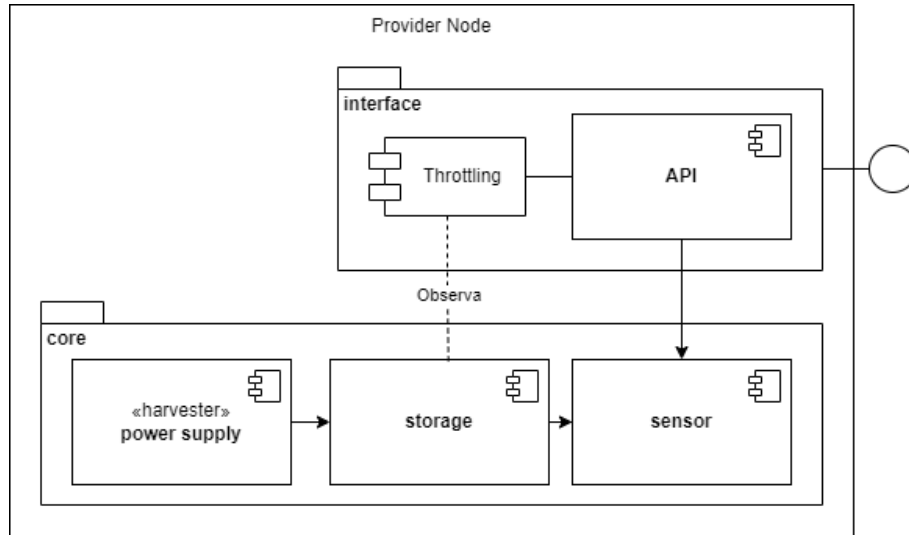 Provider Node
interface
Throttling
API
Observa
core
«harvester»
power supply
storage
sensor